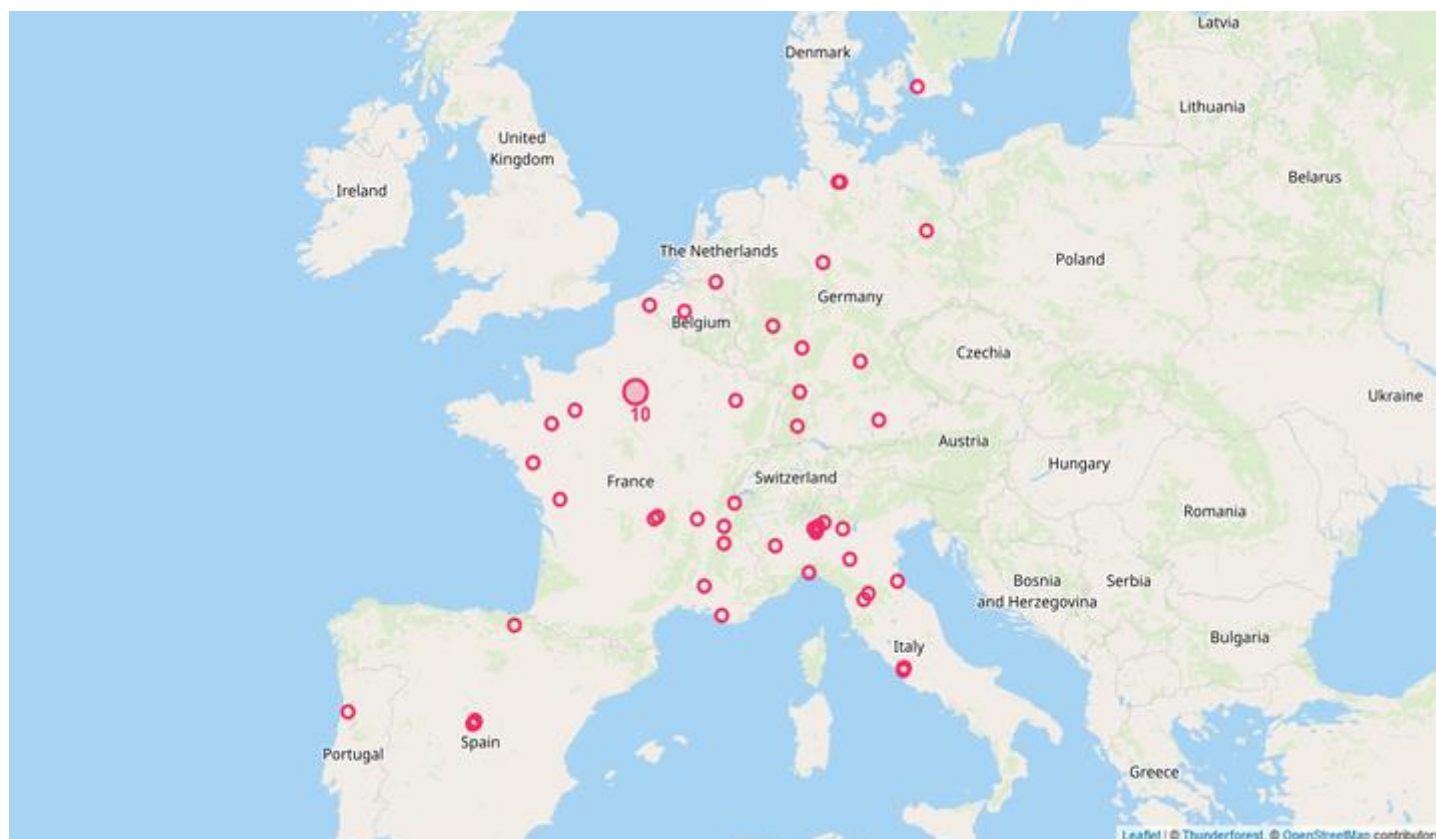 Latvia
Denmark
Lithuania
United
Kingdom
Belarus
Ireland
The Netherlands
Poland
Germany
Belgium
Czechia
Ukraine
10
Austria
Hungary
Switzerland
France
Romania
Bosnia
and Herzegovina
Serbia
Bulgaria
Italy
Spain
Portugal
Greece
Leaflet | © Thunderforest, © OpenStreetMap contributors